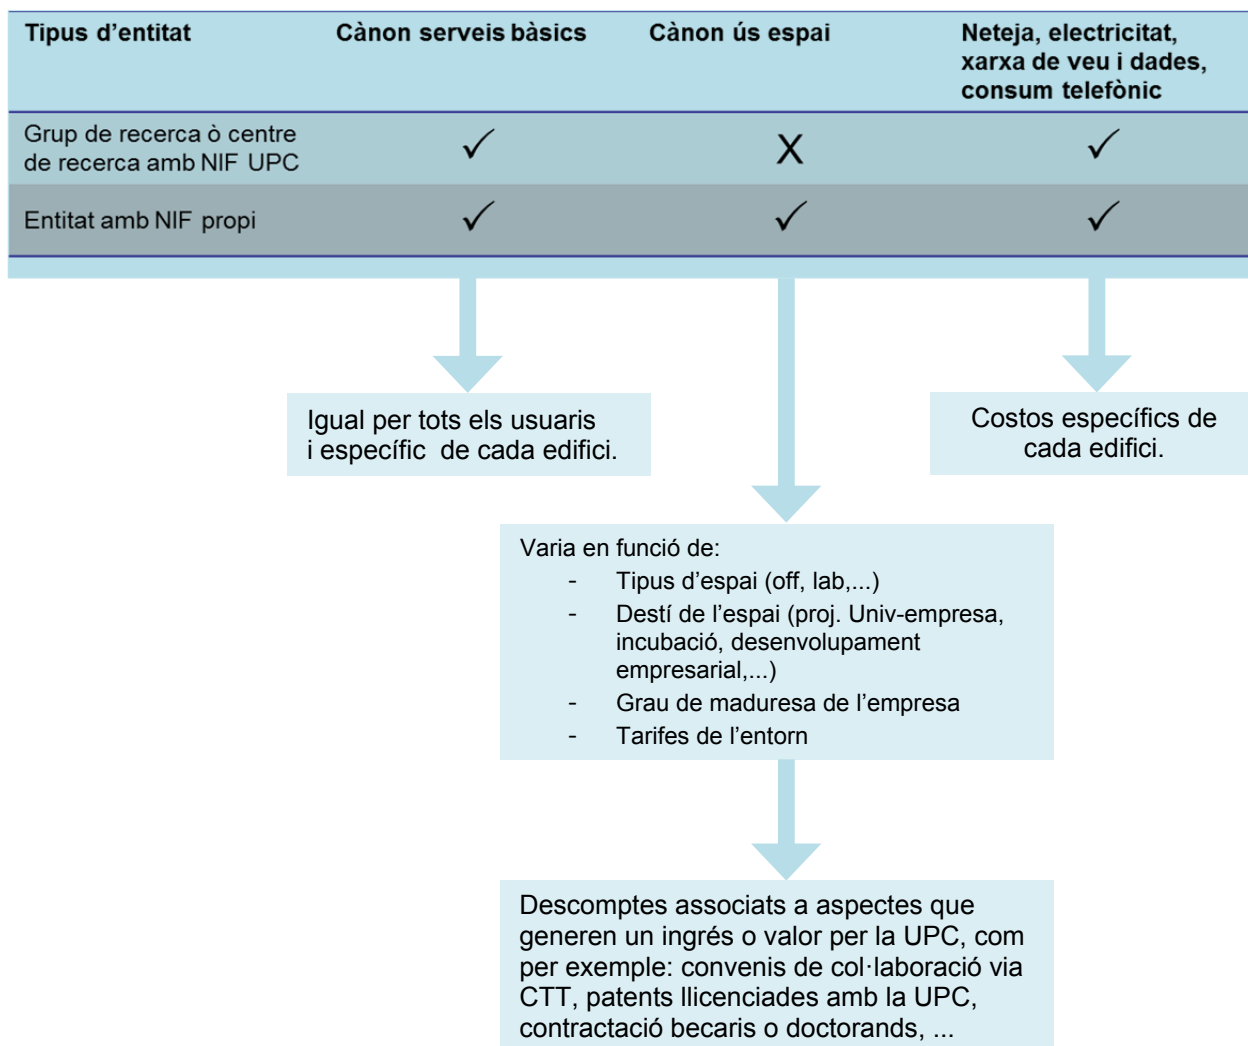 Tipus d’entitat
Cànon serveis bàsics
Cànon ús espai
Neteja, electricitat,
xarxa de veu i dades,
consum telefònic
Grup de recerca ò centre
de recerca amb NIF UPC
✓
X
✓
Entitat amb NIF propi
✓
✓
✓
Igual per tots els usuaris
i específic de cada edifici.
Costos específics de
cada edifici.
Varia en funció de:
- Tipus d’espai (off, lab,...)
- Destí de l’espai (proj. Univ-empresa,
incubació, desenvolupament
empresarial,...)
- Grau de maduresa de l’empresa
- Tarifes de l’entorn
Descomptes associats a aspectes que
generen un ingrés o valor per la UPC, com
per exemple: convenis de col·laboració via
CTT, patents llicenciades amb la UPC,
contractació becaris o doctorands, ...